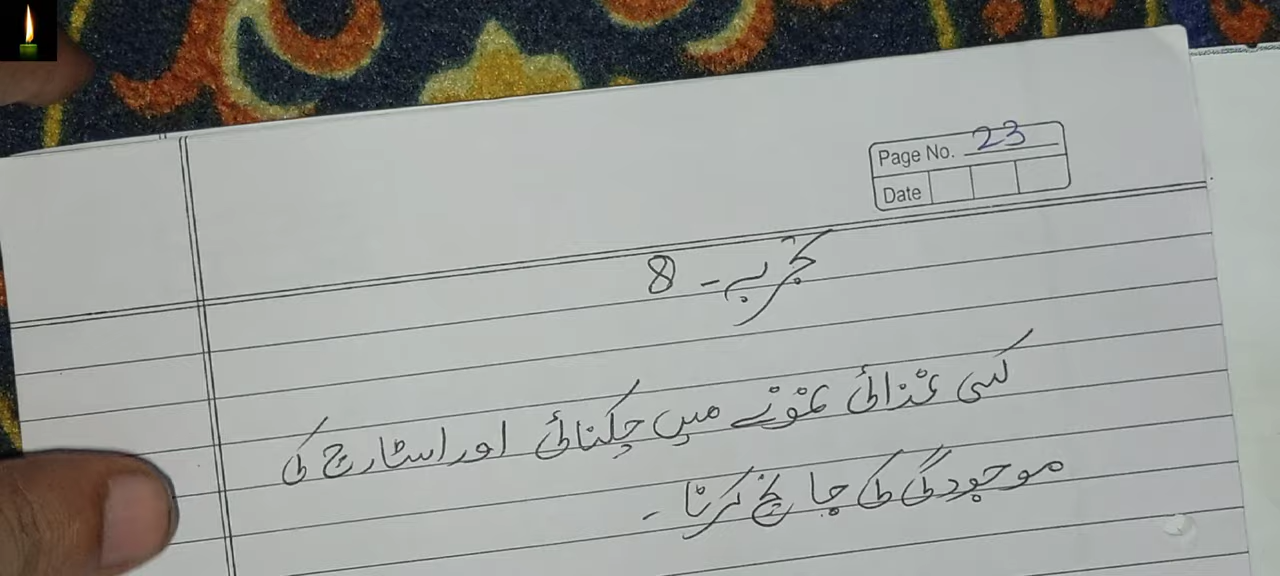 Page No. 23
Date
تجربہ - 8
کسی غذائی نمونے میں چکنائی اور اسٹارچ کی
موجودگی کی جانچ کرنا ۔